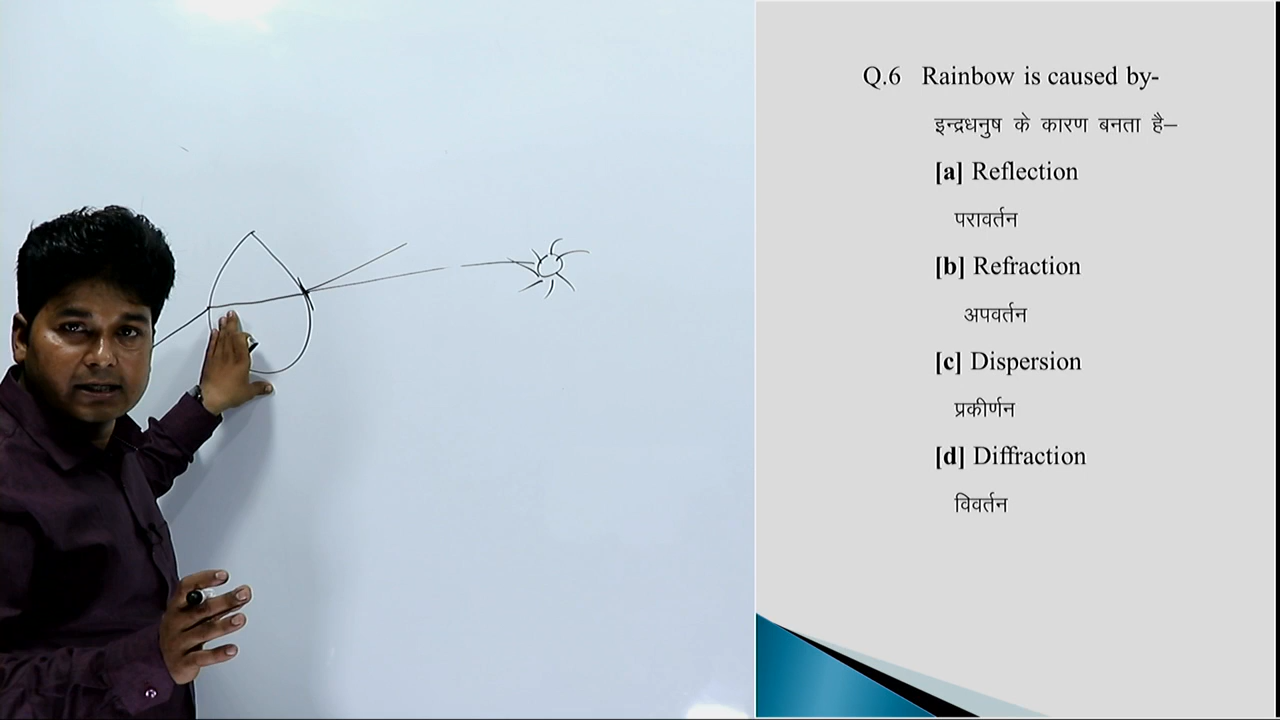 Q.6 Rainbow is caused by-
इन्द्रधनुष के कारण बनता है–
[a] Reflection
परावर्तन
[b] Refraction
अपवर्तन
[c] Dispersion
प्रकीर्णन
[d] Diffraction
विवर्तन